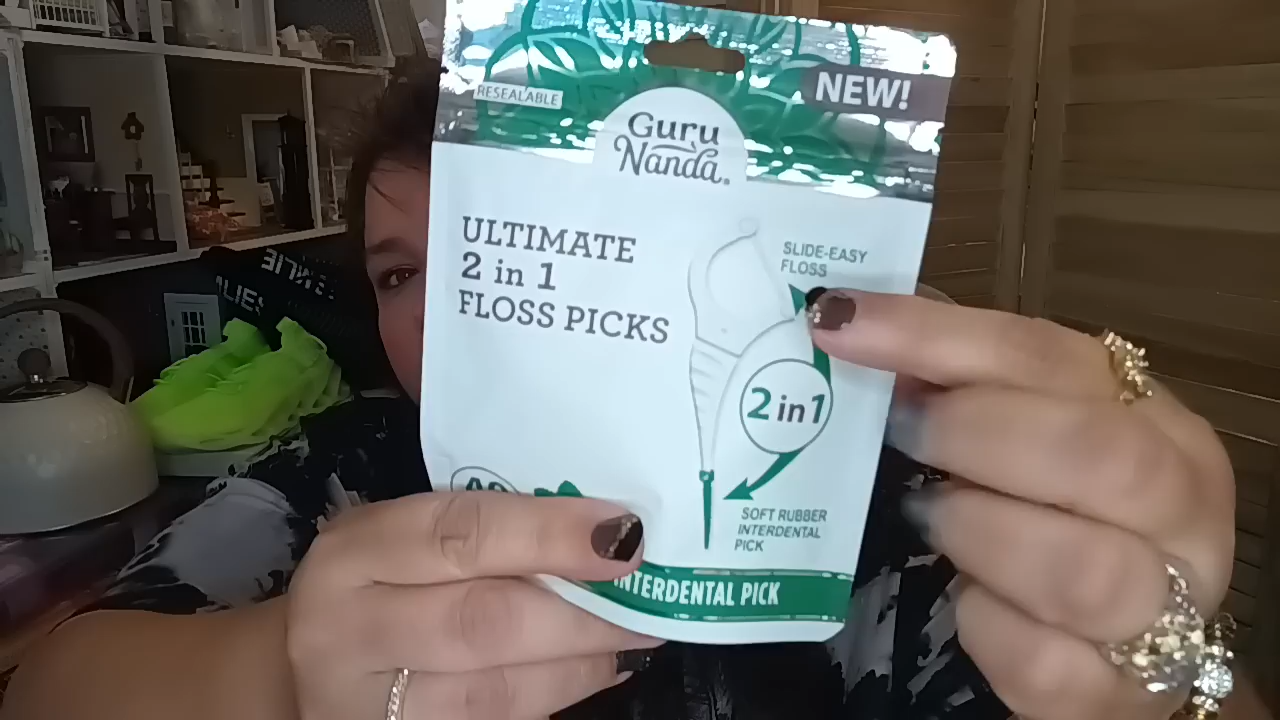 RESEALABLE
NEW!
Guru
Nanda®
ULTIMATE
2 in 1
FLOSS PICKS
SLIDE-EASY
FLOSS
2 in 1
SOFT RUBBER
INTERDENTAL
PICK
INTERDENTAL PICK